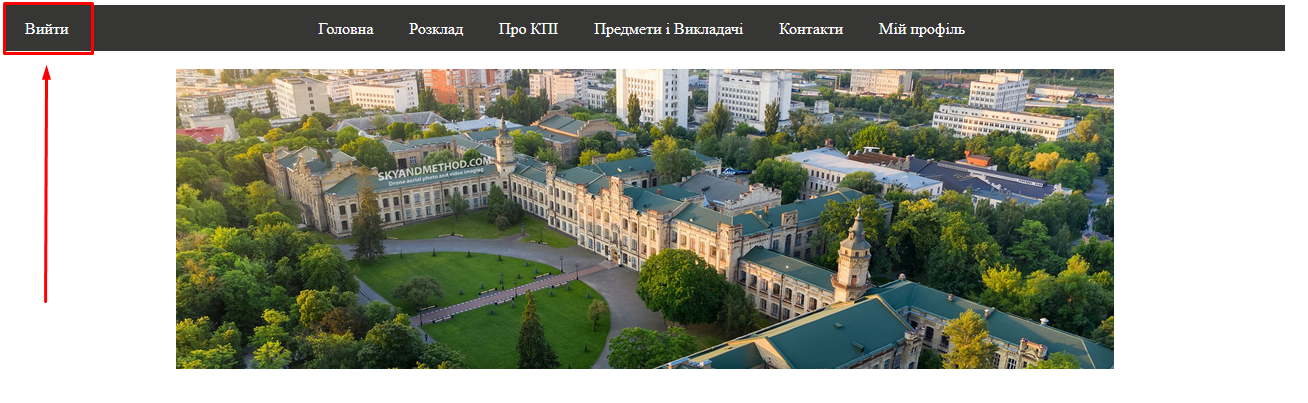 Вийти Головна Розклад Про КПІ Предмети і Викладачі Контакти Мій профіль
SKYANDMETHOD.COM
Drone aerial photo and video imaging